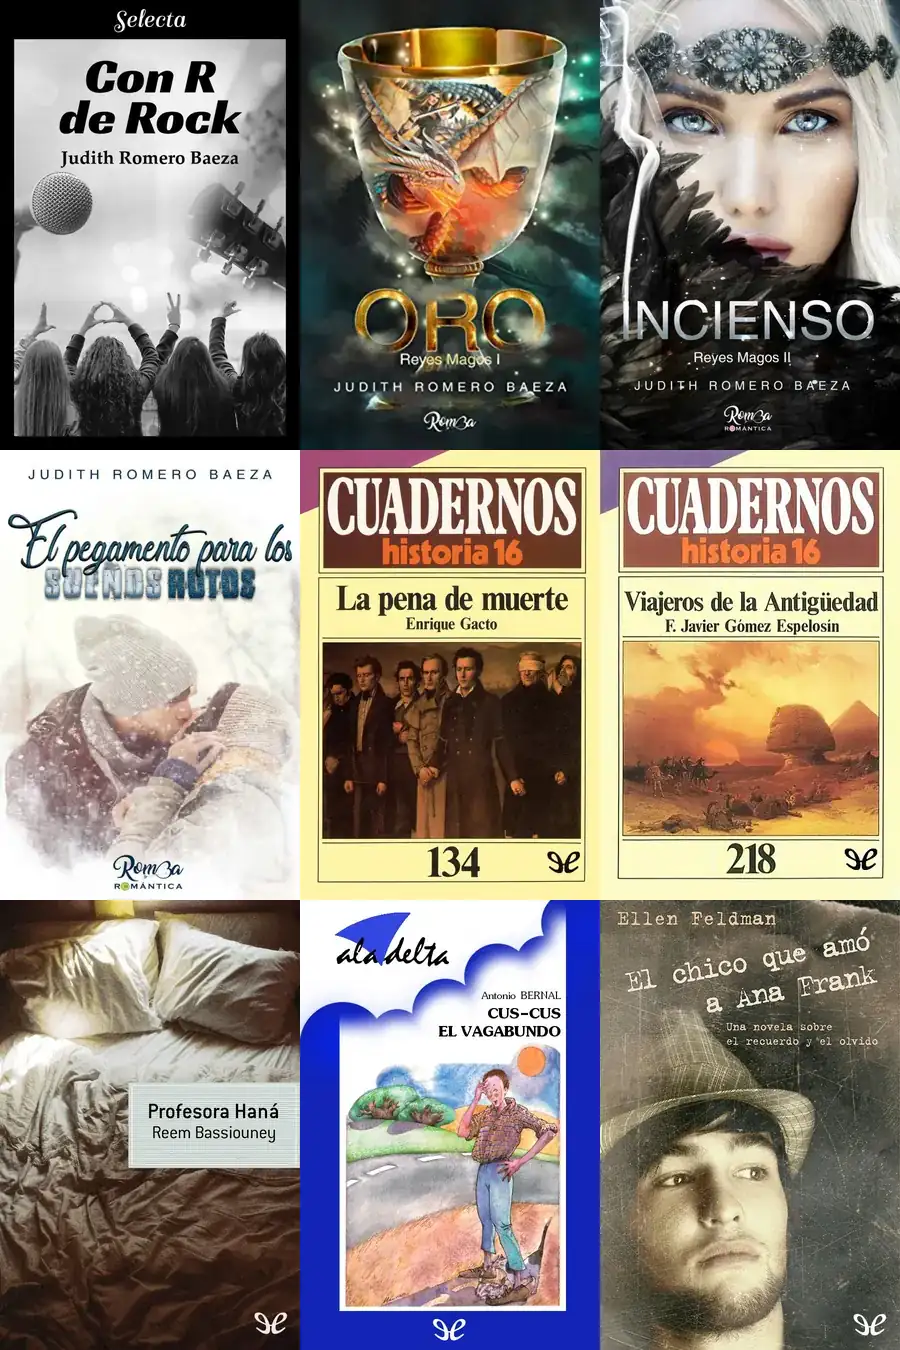 Selecta
Con R
de Rock
Judith Romero Baeza
ORO
Reyes Magos I
JUDITH ROMERO BAEZA
Romba
INCIENSO
Reyes Magos II
JUDITH ROMERO BAEZA
Romba
ROMÁNTICA
JUDITH ROMERO BAEZA
El pegamento para los
SUEÑOS ROTOS
Romba
ROMÁNTICA
CUADERNOS
historia 16
La pena de muerte
Enrique Gacto
134
CUADERNOS
historia 16
Viajeros de la Antigüedad
F. Javier Gómez Espelosín
218
Profesora Haná
Reem Bassiouney
ala delta
Antonio BERNAL
CUS-CUS
EL VAGABUNDO
Ellen Feldman
El chico que amó
a Ana Frank
Una novela sobre
el recuerdo y el olvido